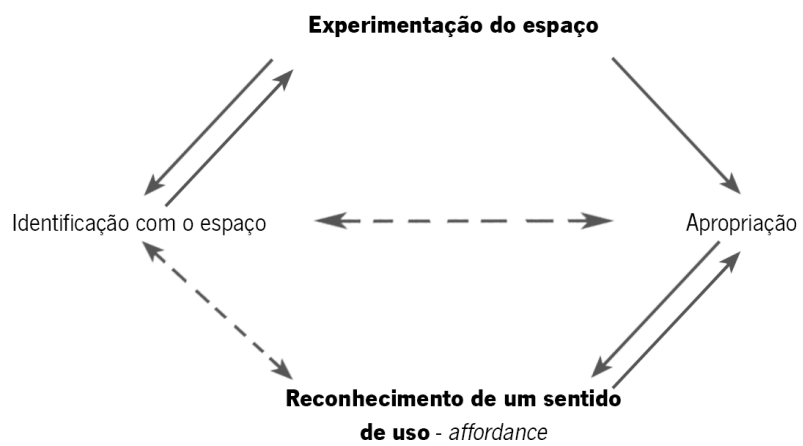 Experimentação do espaço
Identificação com o espaço
Apropriação
Reconhecimento de um sentido
de uso - affordance